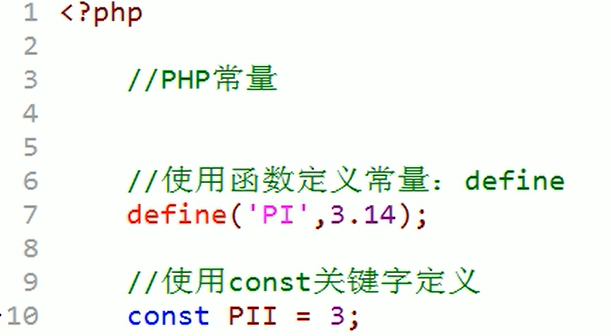 1 <?php
2
3 //PHP常量
4
5
6 //使用函数定义常量：define
7 define('PI',3.14);
8
9 //使用const关键字定义
10 const PII = 3;